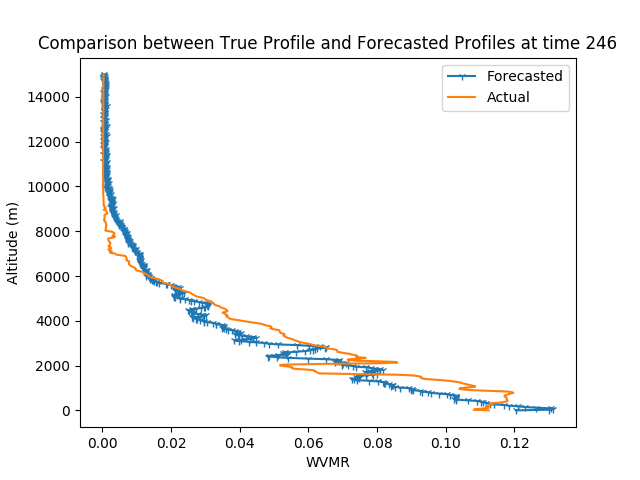 Comparison between True Profile and Forecasted Profiles at time 246
Forecasted
Actual
14000
12000
10000
8000
6000
4000
2000
0
Altitude (m)
0.00 0.02 0.04 0.06 0.08 0.10 0.12
WVMR